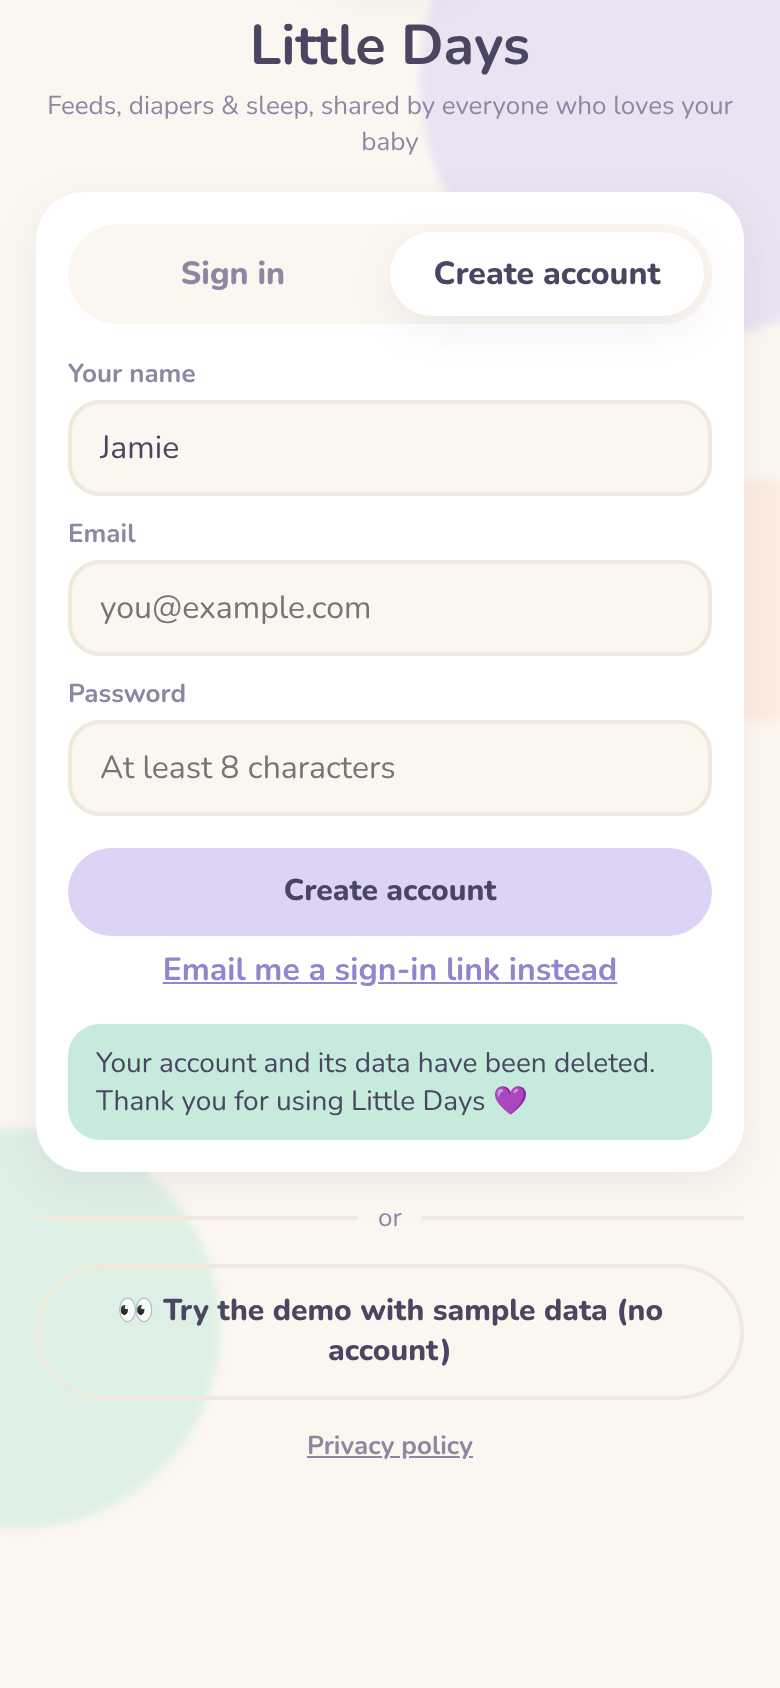 Little Days
Feeds, diapers & sleep, shared by everyone who loves your
baby
Sign in
Create account
Your name
Jamie
Email
you@example.com
Password
At least 8 characters
Create account
Email me a sign-in link instead
Your account and its data have been deleted.
Thank you for using Little Days 💜
or
👀 Try the demo with sample data (no
account)
Privacy policy